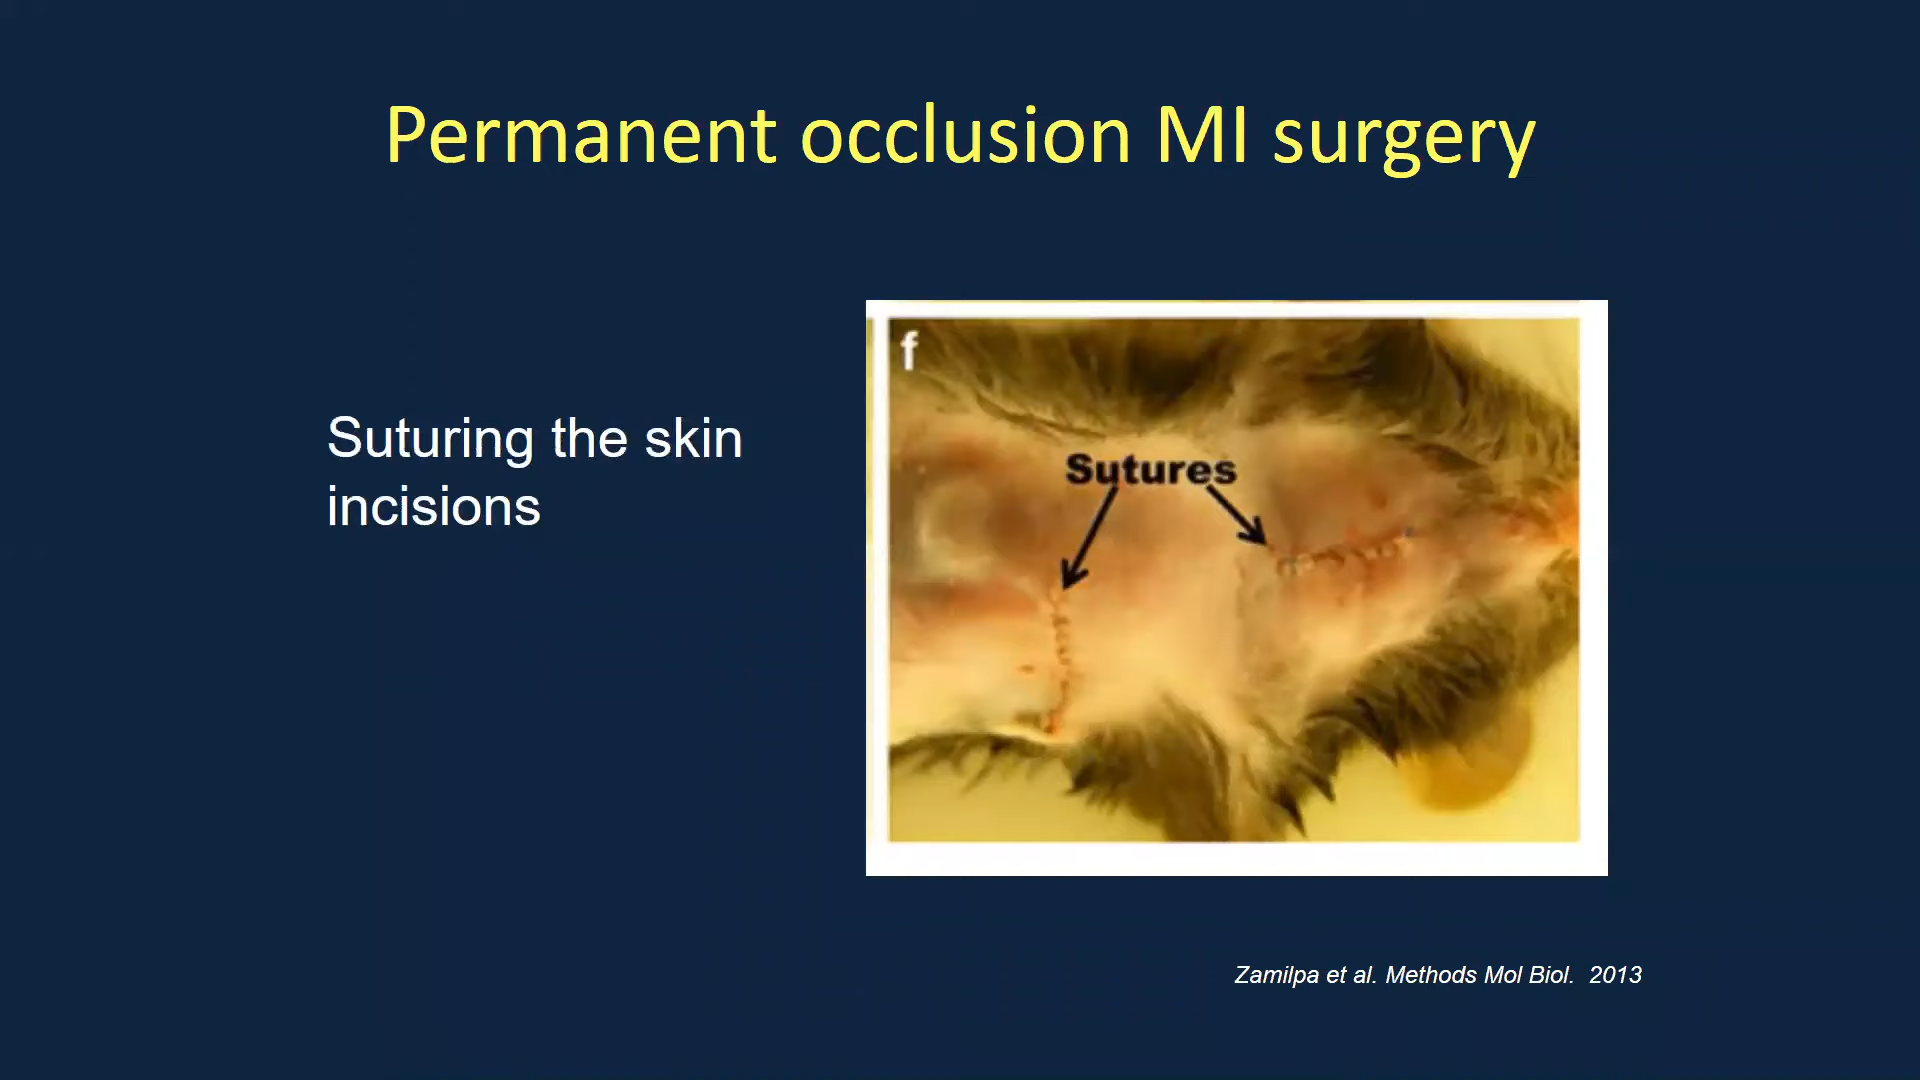 Permanent occlusion MI surgery
Suturing the skin
incisions
f
Sutures
Zamilpa et al. Methods Mol Biol. 2013